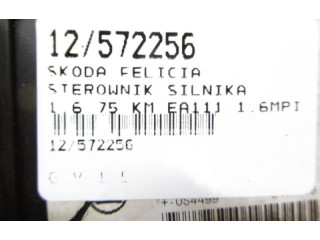 12/572256
SKODA FELICIA
STEROWNIK SILNIKA
1 6 75 KM EA111 1.6MPI
12/572256